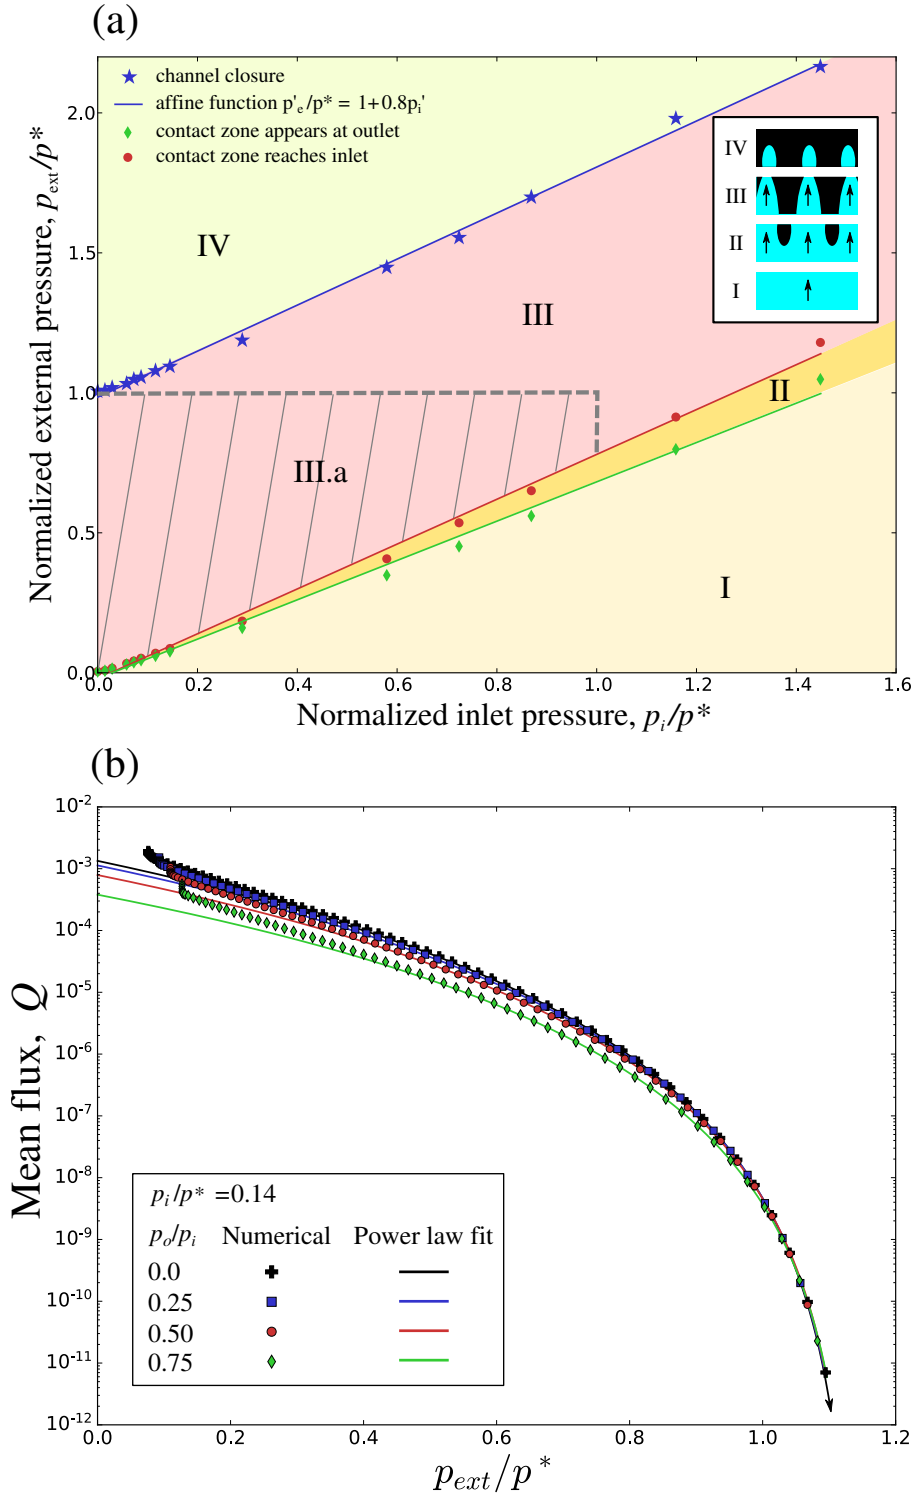 (a)
channel closure
affine function p'ₑ/p* = 1+0.8pᵢ'
contact zone appears at outlet
contact zone reaches inlet
IV
III
II
I
IV
III
II
III.a
I
2.0
1.5
1.0
0.5
0.0
Normalized external pressure, p_ext/p*
0.0 0.2 0.4 0.6 0.8 1.0 1.2 1.4 1.6
Normalized inlet pressure, pᵢ/p*
(b)
10⁻²
10⁻³
10⁻⁴
10⁻⁵
10⁻⁶
10⁻⁷
10⁻⁸
10⁻⁹
10⁻¹⁰
10⁻¹¹
10⁻¹²
Mean flux, Q
pᵢ/p* =0.14
pₒ/pᵢ Numerical Power law fit
0.0
0.25
0.50
0.75
0.0 0.2 0.4 0.6 0.8 1.0 1.2
p_ext/p*